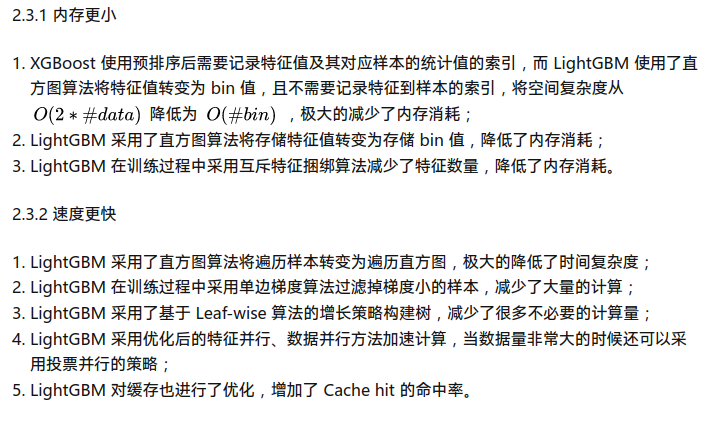 2.3.1 内存更小
1. XGBoost 使用预排序后需要记录特征值及其对应样本的统计值的索引，而 LightGBM 使用了直
方图算法将特征值转变为 bin 值，且不需要记录特征到样本的索引，将空间复杂度从
O(2 * #data) 降低为 O(#bin) ，极大的减少了内存消耗；
2. LightGBM 采用了直方图算法将存储特征值转变为存储 bin 值，降低了内存消耗；
3. LightGBM 在训练过程中采用互斥特征捆绑算法减少了特征数量，降低了内存消耗。
2.3.2 速度更快
1. LightGBM 采用了直方图算法将遍历样本转变为遍历直方图，极大的降低了时间复杂度；
2. LightGBM 在训练过程中采用单边梯度算法过滤掉梯度小的样本，减少了大量的计算；
3. LightGBM 采用了基于 Leaf-wise 算法的增长策略构建树，减少了很多不必要的计算量；
4. LightGBM 采用优化后的特征并行、数据并行方法加速计算，当数据量非常大的时候还可以采
用投票并行的策略；
5. LightGBM 对缓存也进行了优化，增加了 Cache hit 的命中率。